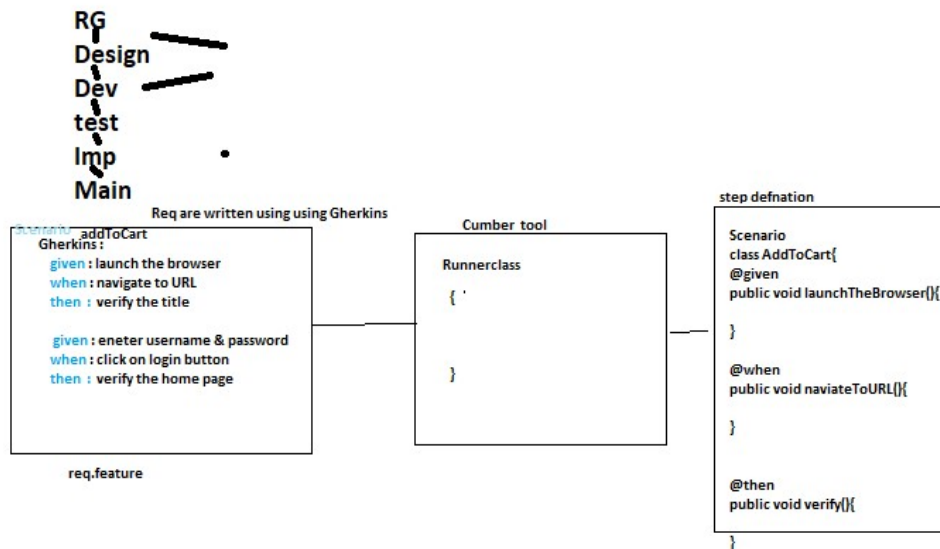 RG
Design
Dev
test
Imp
Main
Req are written using using Gherkins
Scenario addToCart
Gherkins :
given : launch the browser
when : navigate to URL
then : verify the title
given : eneter username & password
when : click on login button
then : verify the home page
req.feature
Cumber tool
Runnerclass
{ '
}
step defnation
Scenario
class AddToCart{
@given
public void launchTheBrowser(){
}
@when
public void naviateToURL(){
}
@then
public void verify(){
}